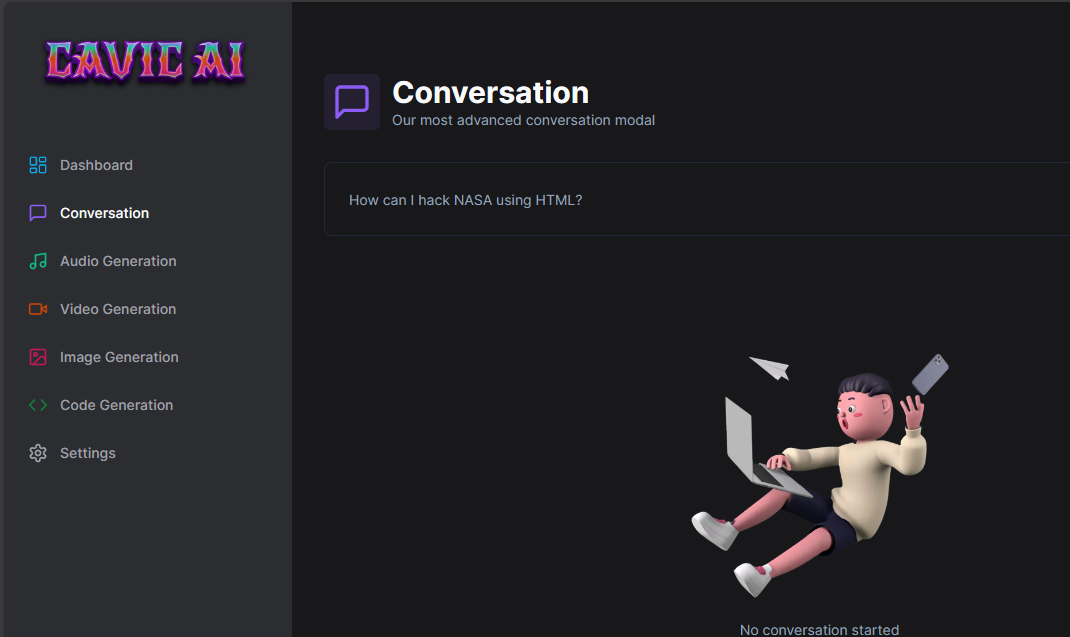 CAVIE AI
Dashboard
Conversation
Audio Generation
Video Generation
Image Generation
Code Generation
Settings
Conversation
Our most advanced conversation modal
How can I hack NASA using HTML?
No conversation started